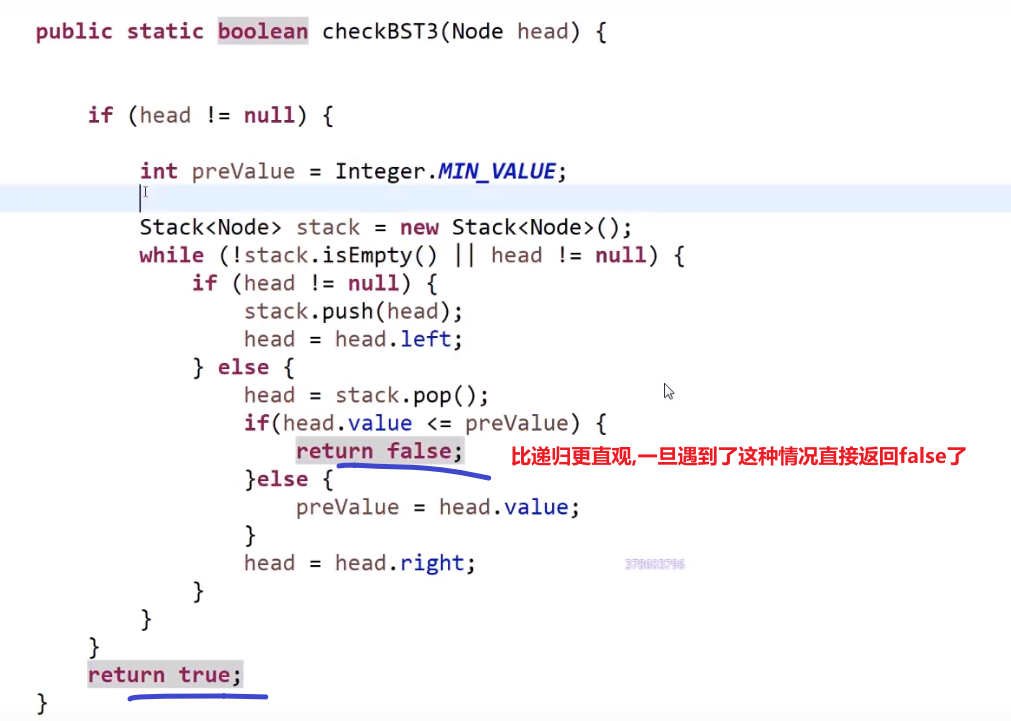 public static boolean checkBST3(Node head) {
if (head != null) {
int preValue = Integer.MIN_VALUE;
Stack<Node> stack = new Stack<Node>();
while (!stack.isEmpty() || head != null) {
if (head != null) {
stack.push(head);
head = head.left;
} else {
head = stack.pop();
if(head.value <= preValue) {
return false; 比递归更直观,一旦遇到了这种情况直接返回false了
}else {
preValue = head.value;
}
head = head.right;
}
}
}
return true;
}